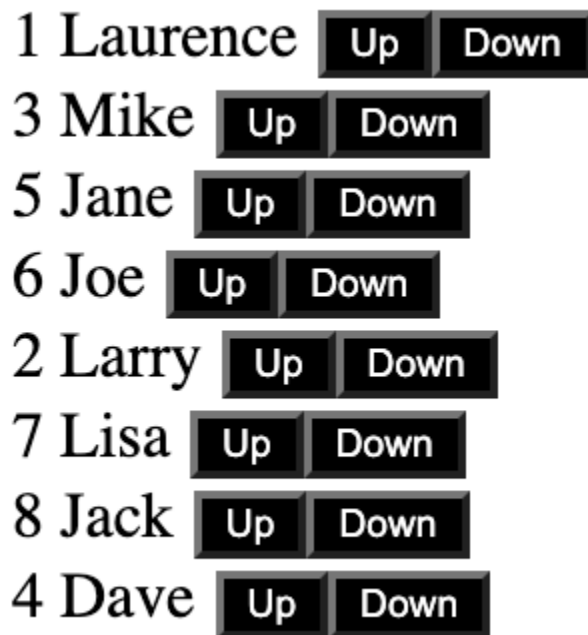 1 Laurence Up Down
3 Mike Up Down
5 Jane Up Down
6 Joe Up Down
2 Larry Up Down
7 Lisa Up Down
8 Jack Up Down
4 Dave Up Down